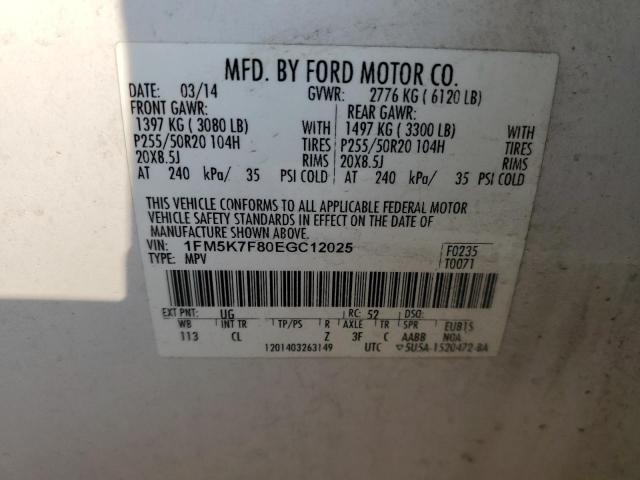 MFD. BY FORD MOTOR CO.
DATE: 03/14 GVWR: 2776 KG ( 6120 LB)
FRONT GAWR: REAR GAWR:
1397 KG ( 3080 LB) WITH 1497 KG ( 3300 LB) WITH
P255/50R20 104H TIRES P255/50R20 104H TIRES
20X8.5J RIMS 20X8.5J RIMS
AT 240 kPa/ 35 PSI COLD AT 240 kPa/ 35 PSI COLD
THIS VEHICLE CONFORMS TO ALL APPLICABLE FEDERAL MOTOR
VEHICLE SAFETY STANDARDS IN EFFECT ON THE DATE OF
MANUFACTURE SHOWN ABOVE.
VIN: 1FM5K7F80EGC12025 F0235
TYPE: MPV T0071
EXT PNT: UG RC: 52 DSO:
WB INT TR TP/PS R AXLE TR SPR EUB15
113 CL Z 3F C AABB NOA
1201403263149 UTC 5U5A-1520472-BA